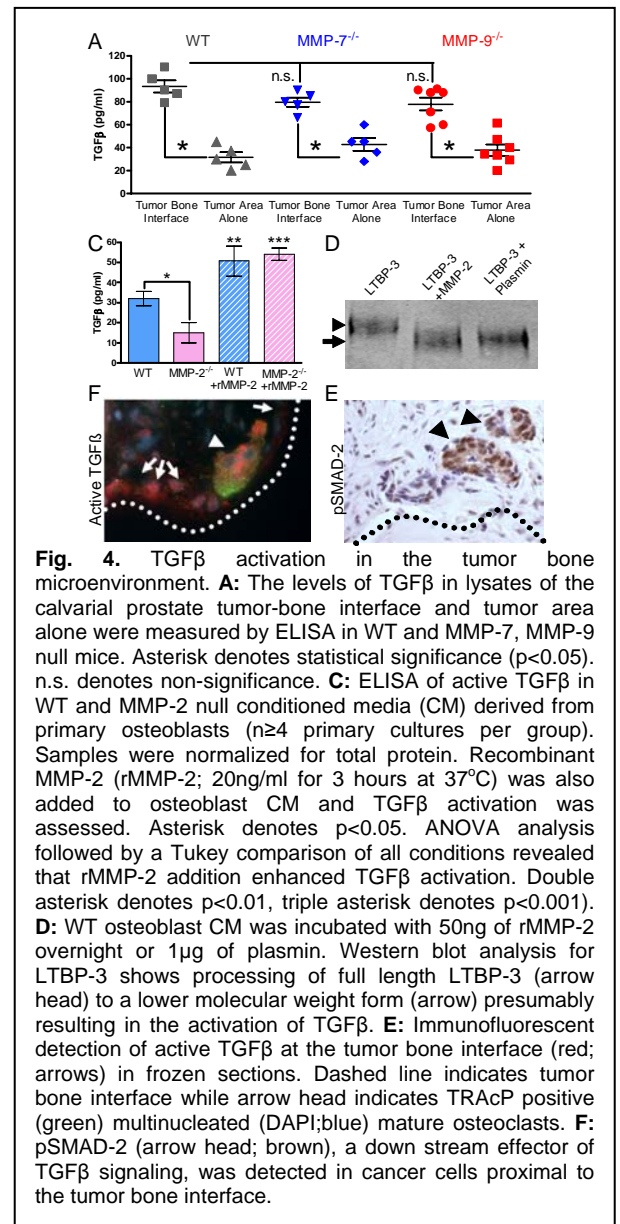 A
WT
MMP-7-/-
MMP-9-/-
TGFβ (pg/ml)
120
100
80
60
40
20
0
n.s.
n.s.
*
*
*
Tumor Bone Interface
Tumor Area Alone
Tumor Bone Interface
Tumor Area Alone
Tumor Bone Interface
Tumor Area Alone
C
TGFβ (pg/ml)
60
50
40
30
20
10
0
*
**
***
WT
MMP-2-/-
WT +rMMP-2
MMP-2-/- +rMMP-2
D
LTBP-3
LTBP-3 +MMP-2
LTBP-3 + Plasmin
F
Active TGFß
E
pSMAD-2
Fig. 4. TGFβ activation in the tumor bone
microenvironment. A: The levels of TGFβ in lysates of the
calvarial prostate tumor-bone interface and tumor area
alone were measured by ELISA in WT and MMP-7, MMP-9
null mice. Asterisk denotes statistical significance (p<0.05).
n.s. denotes non-significance. C: ELISA of active TGFβ in
WT and MMP-2 null conditioned media (CM) derived from
primary osteoblasts (n≥4 primary cultures per group).
Samples were normalized for total protein. Recombinant
MMP-2 (rMMP-2; 20ng/ml for 3 hours at 37°C) was also
added to osteoblast CM and TGFβ activation was
assessed. Asterisk denotes p<0.05. ANOVA analysis
followed by a Tukey comparison of all conditions revealed
that rMMP-2 addition enhanced TGFβ activation. Double
asterisk denotes p<0.01, triple asterisk denotes p<0.001).
D: WT osteoblast CM was incubated with 50ng of rMMP-2
overnight or 1µg of plasmin. Western blot analysis for
LTBP-3 shows processing of full length LTBP-3 (arrow
head) to a lower molecular weight form (arrow) presumably
resulting in the activation of TGFβ. E: Immunofluorescent
detection of active TGFβ at the tumor bone interface (red;
arrows) in frozen sections. Dashed line indicates tumor
bone interface while arrow head indicates TRAcP positive
(green) multinucleated (DAPI;blue) mature osteoclasts. F:
pSMAD-2 (arrow head; brown), a down stream effector of
TGFβ signaling, was detected in cancer cells proximal to
the tumor bone interface.